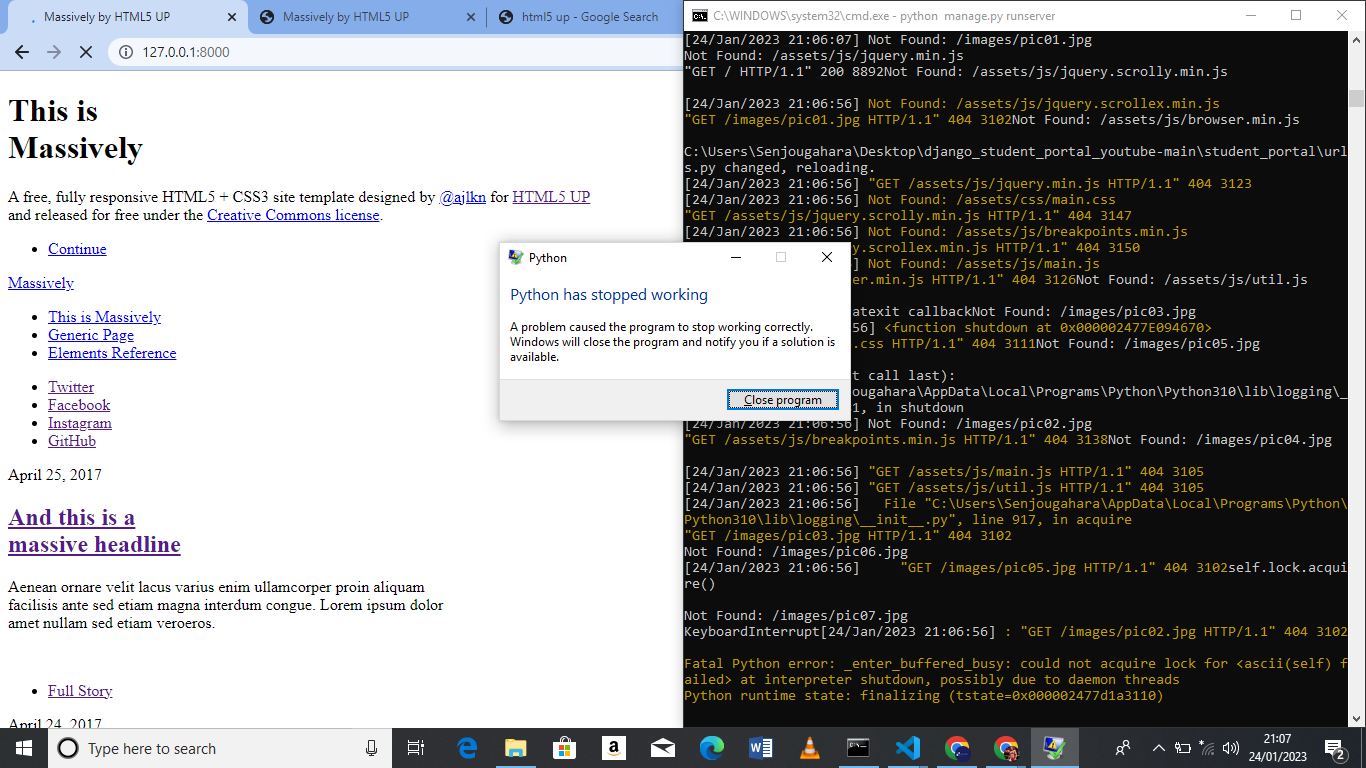 Massively by HTML5 UP
Massively by HTML5 UP
html5 up - Google Search
127.0.0.1:8000
This is
Massively
A free, fully responsive HTML5 + CSS3 site template designed by @ajlkn for HTML5 UP
and released for free under the Creative Commons license.
Continue
Massively
This is Massively
Generic Page
Elements Reference
Twitter
Facebook
Instagram
GitHub
April 25, 2017
And this is a
massive headline
Aenean ornare velit lacus varius enim ullamcorper proin aliquam
facilisis ante sed etiam magna interdum congue. Lorem ipsum dolor
amet nullam sed etiam veroeros.
Full Story
April 24, 2017
C:\WINDOWS\system32\cmd.exe - python  manage.py runserver
[24/Jan/2023 21:06:07] Not Found: /images/pic01.jpg
Not Found: /assets/js/jquery.min.js
"GET / HTTP/1.1" 200 8892Not Found: /assets/js/jquery.scrolly.min.js
[24/Jan/2023 21:06:56] Not Found: /assets/js/jquery.scrollex.min.js
"GET /images/pic01.jpg HTTP/1.1" 404 3102Not Found: /assets/js/browser.min.js
C:\Users\Senjougahara\Desktop\django_student_portal_youtube-main\student_portal\url
s.py changed, reloading.
[24/Jan/2023 21:06:56] "GET /assets/js/jquery.min.js HTTP/1.1" 404 3123
[24/Jan/2023 21:06:56] Not Found: /assets/css/main.css
"GET /assets/js/jquery.scrolly.min.js HTTP/1.1" 404 3147
[24/Jan/2023 21:06:56] Not Found: /assets/js/breakpoints.min.js
y.scrollex.min.js HTTP/1.1" 404 3150
] Not Found: /assets/js/main.js
er.min.js HTTP/1.1" 404 3126Not Found: /assets/js/util.js
atexit callbackNot Found: /images/pic03.jpg
56] <function shutdown at 0x000002477E094670>
.css HTTP/1.1" 404 3111Not Found: /images/pic05.jpg
t call last):
ougahara\AppData\Local\Programs\Python\Python310\lib\logging\_
1, in shutdown
[24/Jan/2023 21:06:56] Not Found: /images/pic02.jpg
"GET /assets/js/breakpoints.min.js HTTP/1.1" 404 3138Not Found: /images/pic04.jpg
[24/Jan/2023 21:06:56] "GET /assets/js/main.js HTTP/1.1" 404 3105
[24/Jan/2023 21:06:56] "GET /assets/js/util.js HTTP/1.1" 404 3105
[24/Jan/2023 21:06:56]   File "C:\Users\Senjougahara\AppData\Local\Programs\Python\
Python310\lib\logging\__init__.py", line 917, in acquire
"GET /images/pic03.jpg HTTP/1.1" 404 3102
Not Found: /images/pic06.jpg
[24/Jan/2023 21:06:56]     "GET /images/pic05.jpg HTTP/1.1" 404 3102self.lock.acqui
re()
Not Found: /images/pic07.jpg
KeyboardInterrupt[24/Jan/2023 21:06:56] : "GET /images/pic02.jpg HTTP/1.1" 404 3102
Fatal Python error: _enter_buffered_busy: could not acquire lock for <ascii(self) f
ailed> at interpreter shutdown, possibly due to daemon threads
Python runtime state: finalizing (tstate=0x000002477d1a3110)
Python
Python has stopped working
A problem caused the program to stop working correctly.
Windows will close the program and notify you if a solution is
available.
Close program
Type here to search
21:07
24/01/2023
2